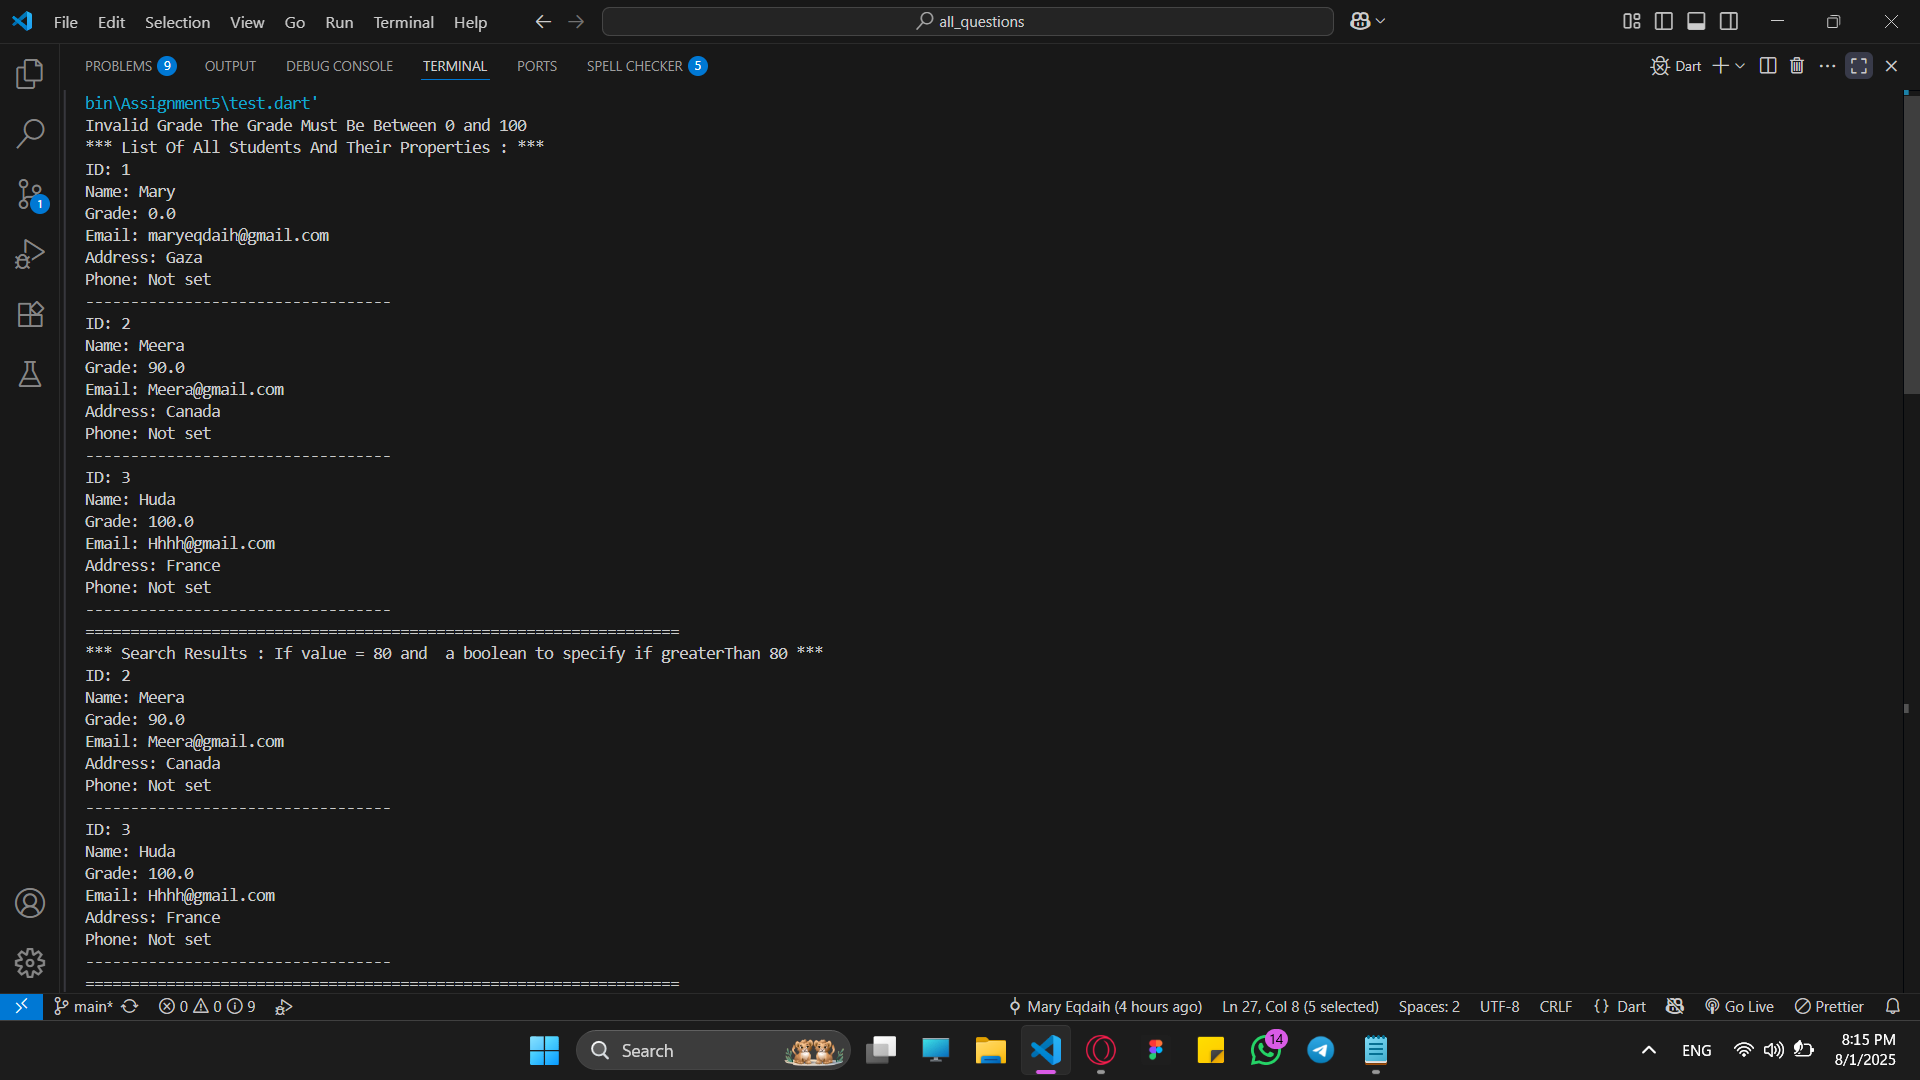 File Edit Selection View Go Run Terminal Help all_questions
PROBLEMS 9 OUTPUT DEBUG CONSOLE TERMINAL PORTS SPELL CHECKER 5 Dart
bin\Assignment5\test.dart'
Invalid Grade The Grade Must Be Between 0 and 100
*** List Of All Students And Their Properties : ***
ID: 1
Name: Mary
Grade: 0.0
Email: maryeqdaih@gmail.com
Address: Gaza
Phone: Not set
----------------------------------
ID: 2
Name: Meera
Grade: 90.0
Email: Meera@gmail.com
Address: Canada
Phone: Not set
----------------------------------
ID: 3
Name: Huda
Grade: 100.0
Email: Hhhh@gmail.com
Address: France
Phone: Not set
----------------------------------
==================================================================
*** Search Results : If value = 80 and  a boolean to specify if greaterThan 80 ***
ID: 2
Name: Meera
Grade: 90.0
Email: Meera@gmail.com
Address: Canada
Phone: Not set
----------------------------------
ID: 3
Name: Huda
Grade: 100.0
Email: Hhhh@gmail.com
Address: France
Phone: Not set
----------------------------------
==================================================================
1
main* 0 0 9 Mary Eqdaih (4 hours ago) Ln 27, Col 8 (5 selected) Spaces: 2 UTF-8 CRLF {} Dart Go Live Prettier
Search 14 ENG 8:15 PM
8/1/2025